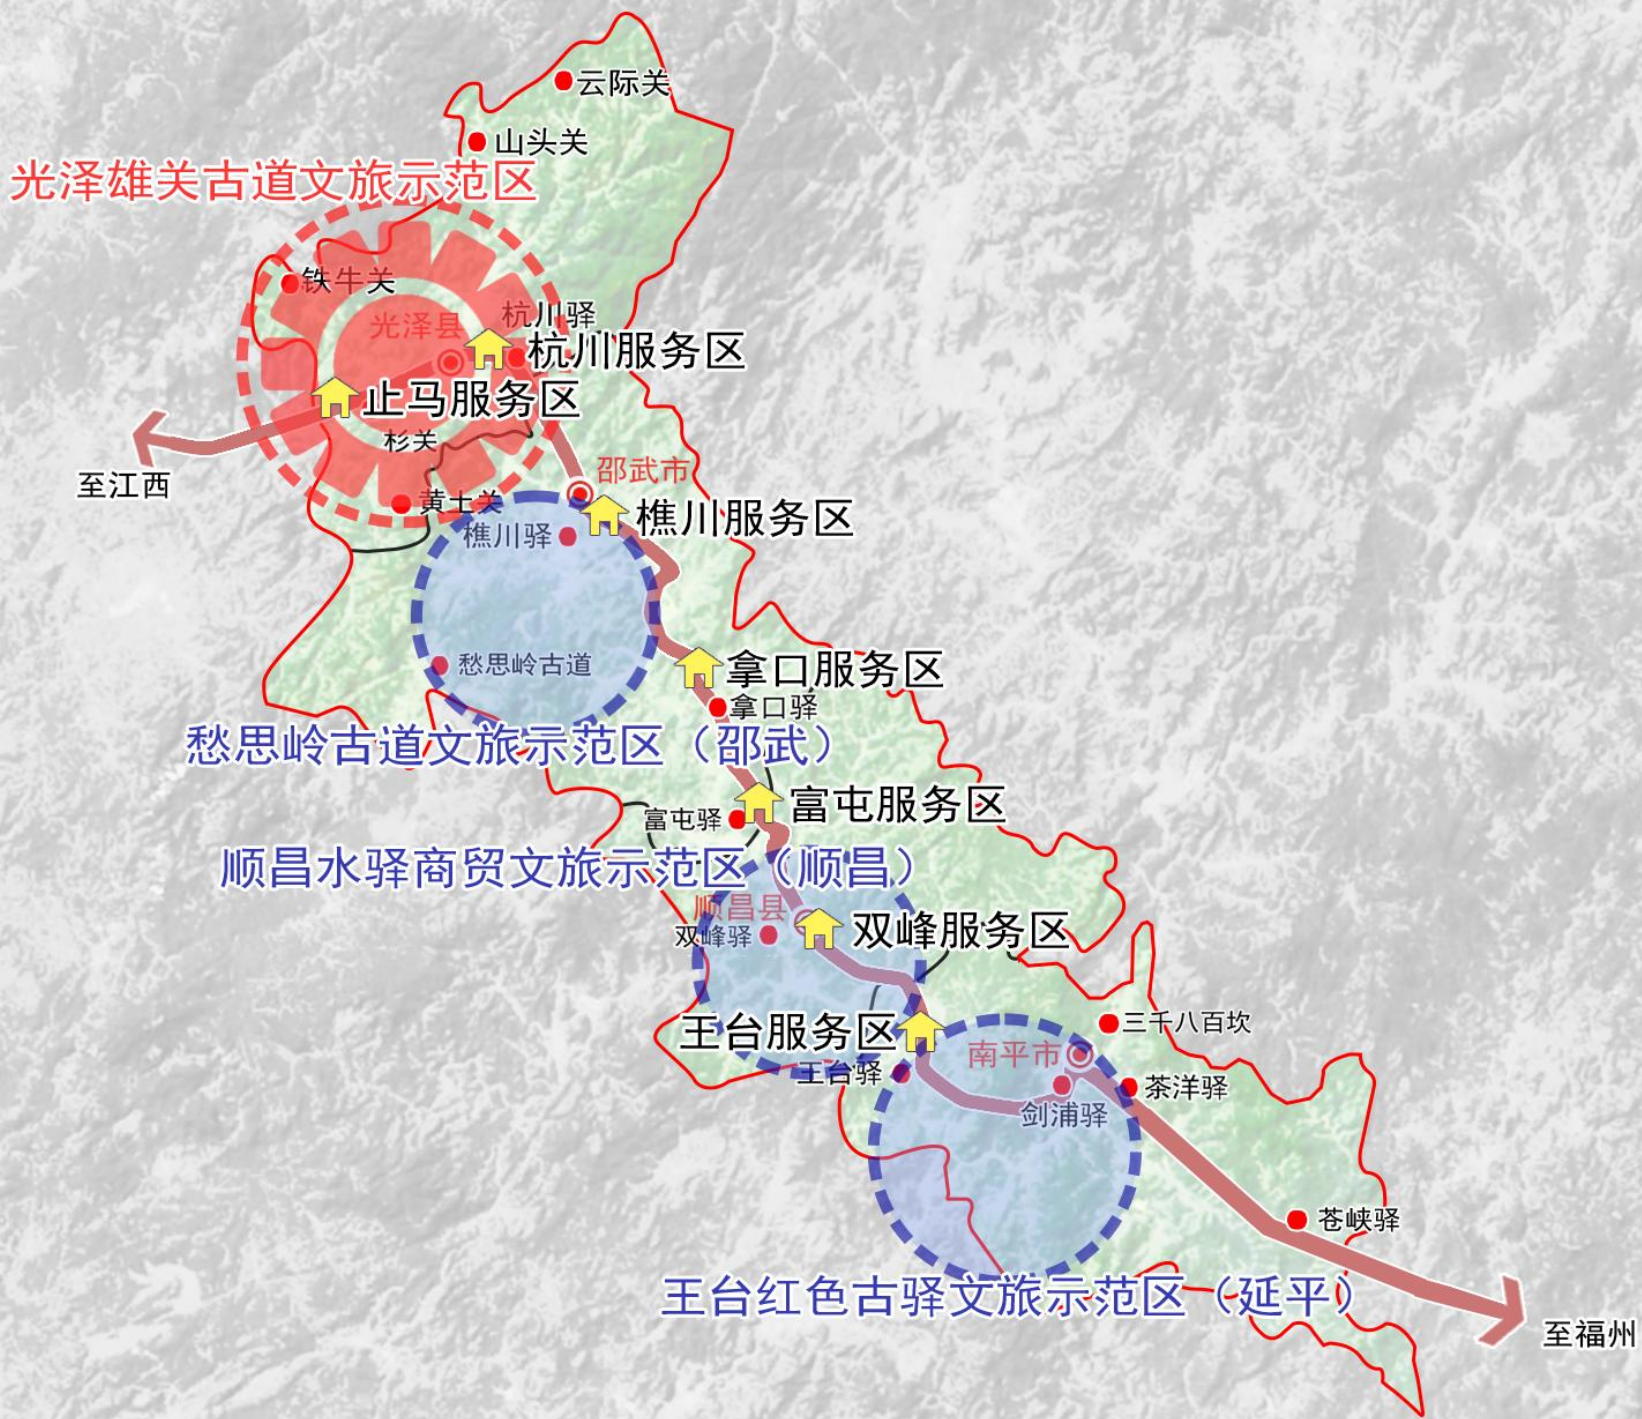 云际关
山头关
光泽雄关古道文旅示范区
铁牛关
杭川驿
光泽县
杭川服务区
止马服务区
杉关
至江西
邵武市
黄土关
樵川服务区
樵川驿
愁思岭古道
拿口服务区
拿口驿
愁思岭古道文旅示范区（邵武）
富屯服务区
富屯驿
顺昌水驿商贸文旅示范区（顺昌）
顺昌县
双峰驿
双峰服务区
王台服务区
三千八百坎
南平市
王台驿
茶洋驿
剑浦驿
苍峡驿
王台红色古驿文旅示范区（延平）
至福州